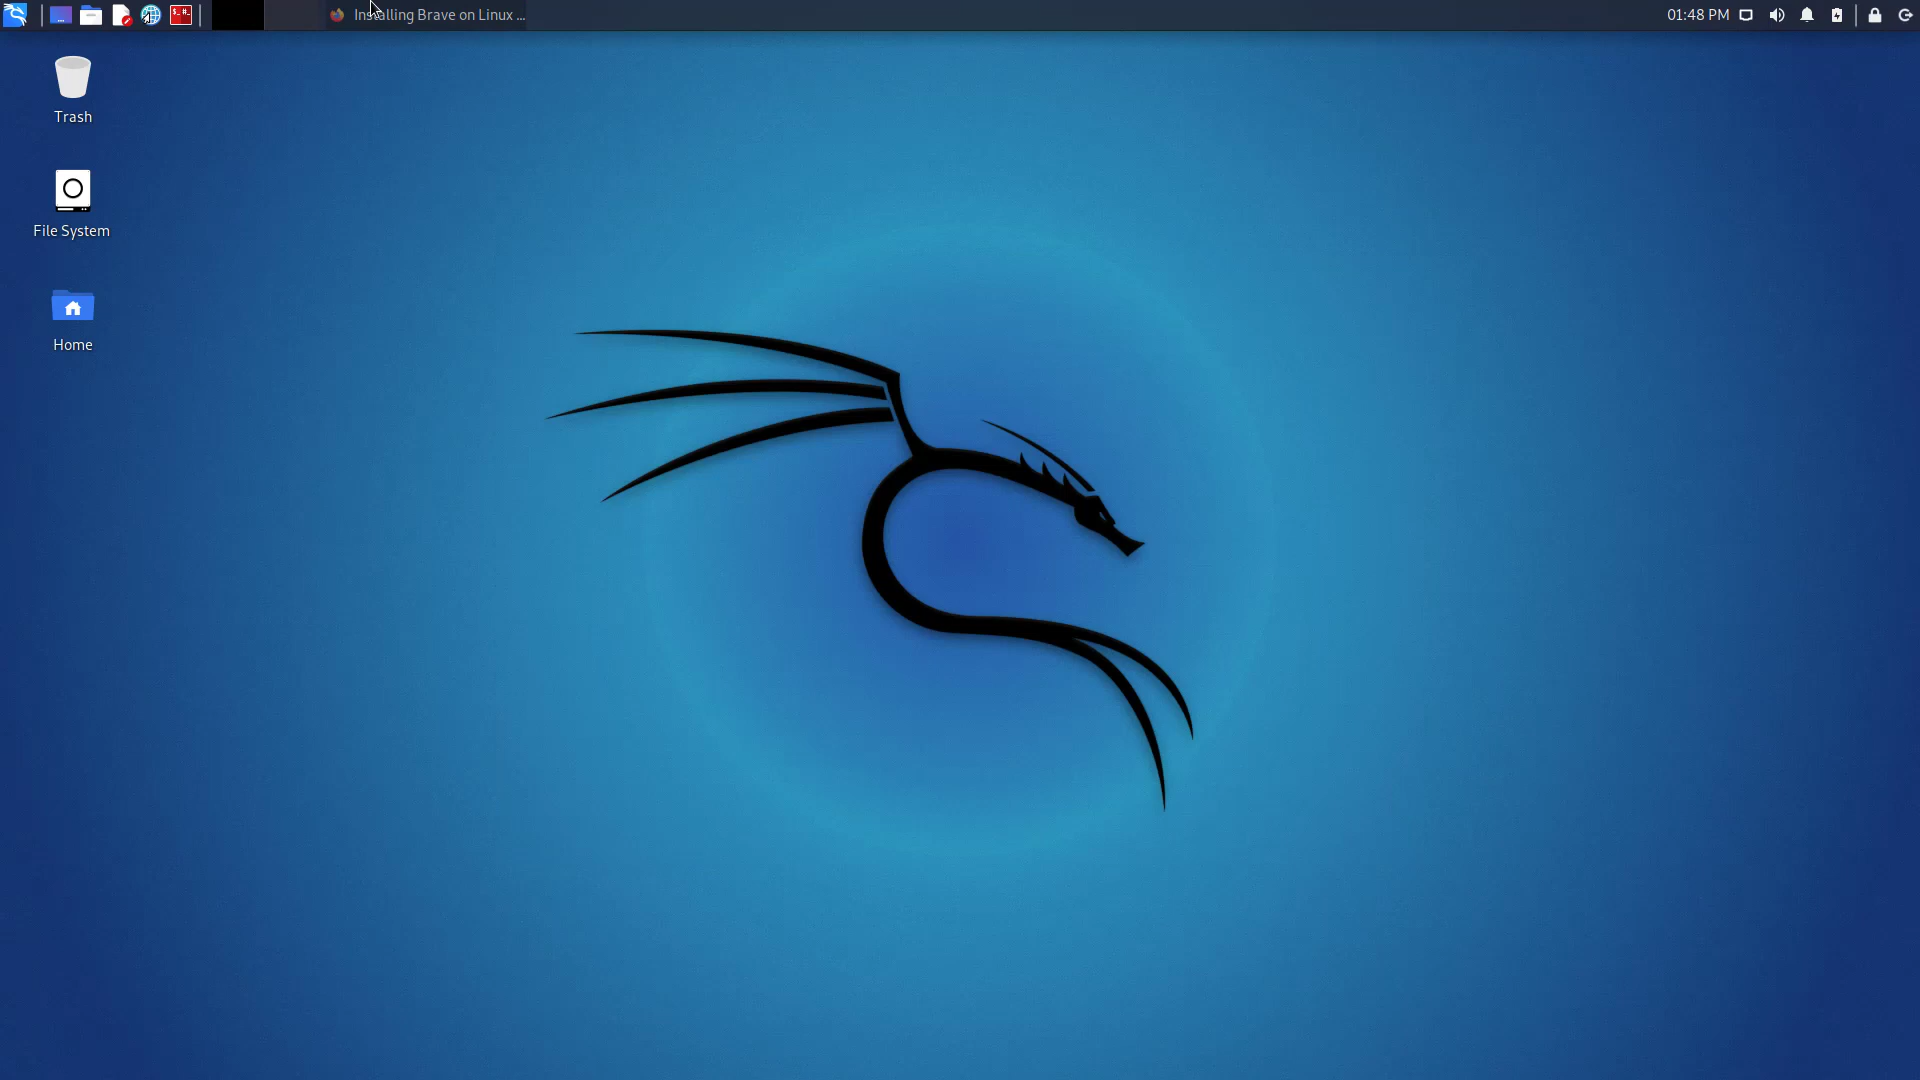 Installing Brave on Linux ...
01:48 PM
Trash
File System
Home